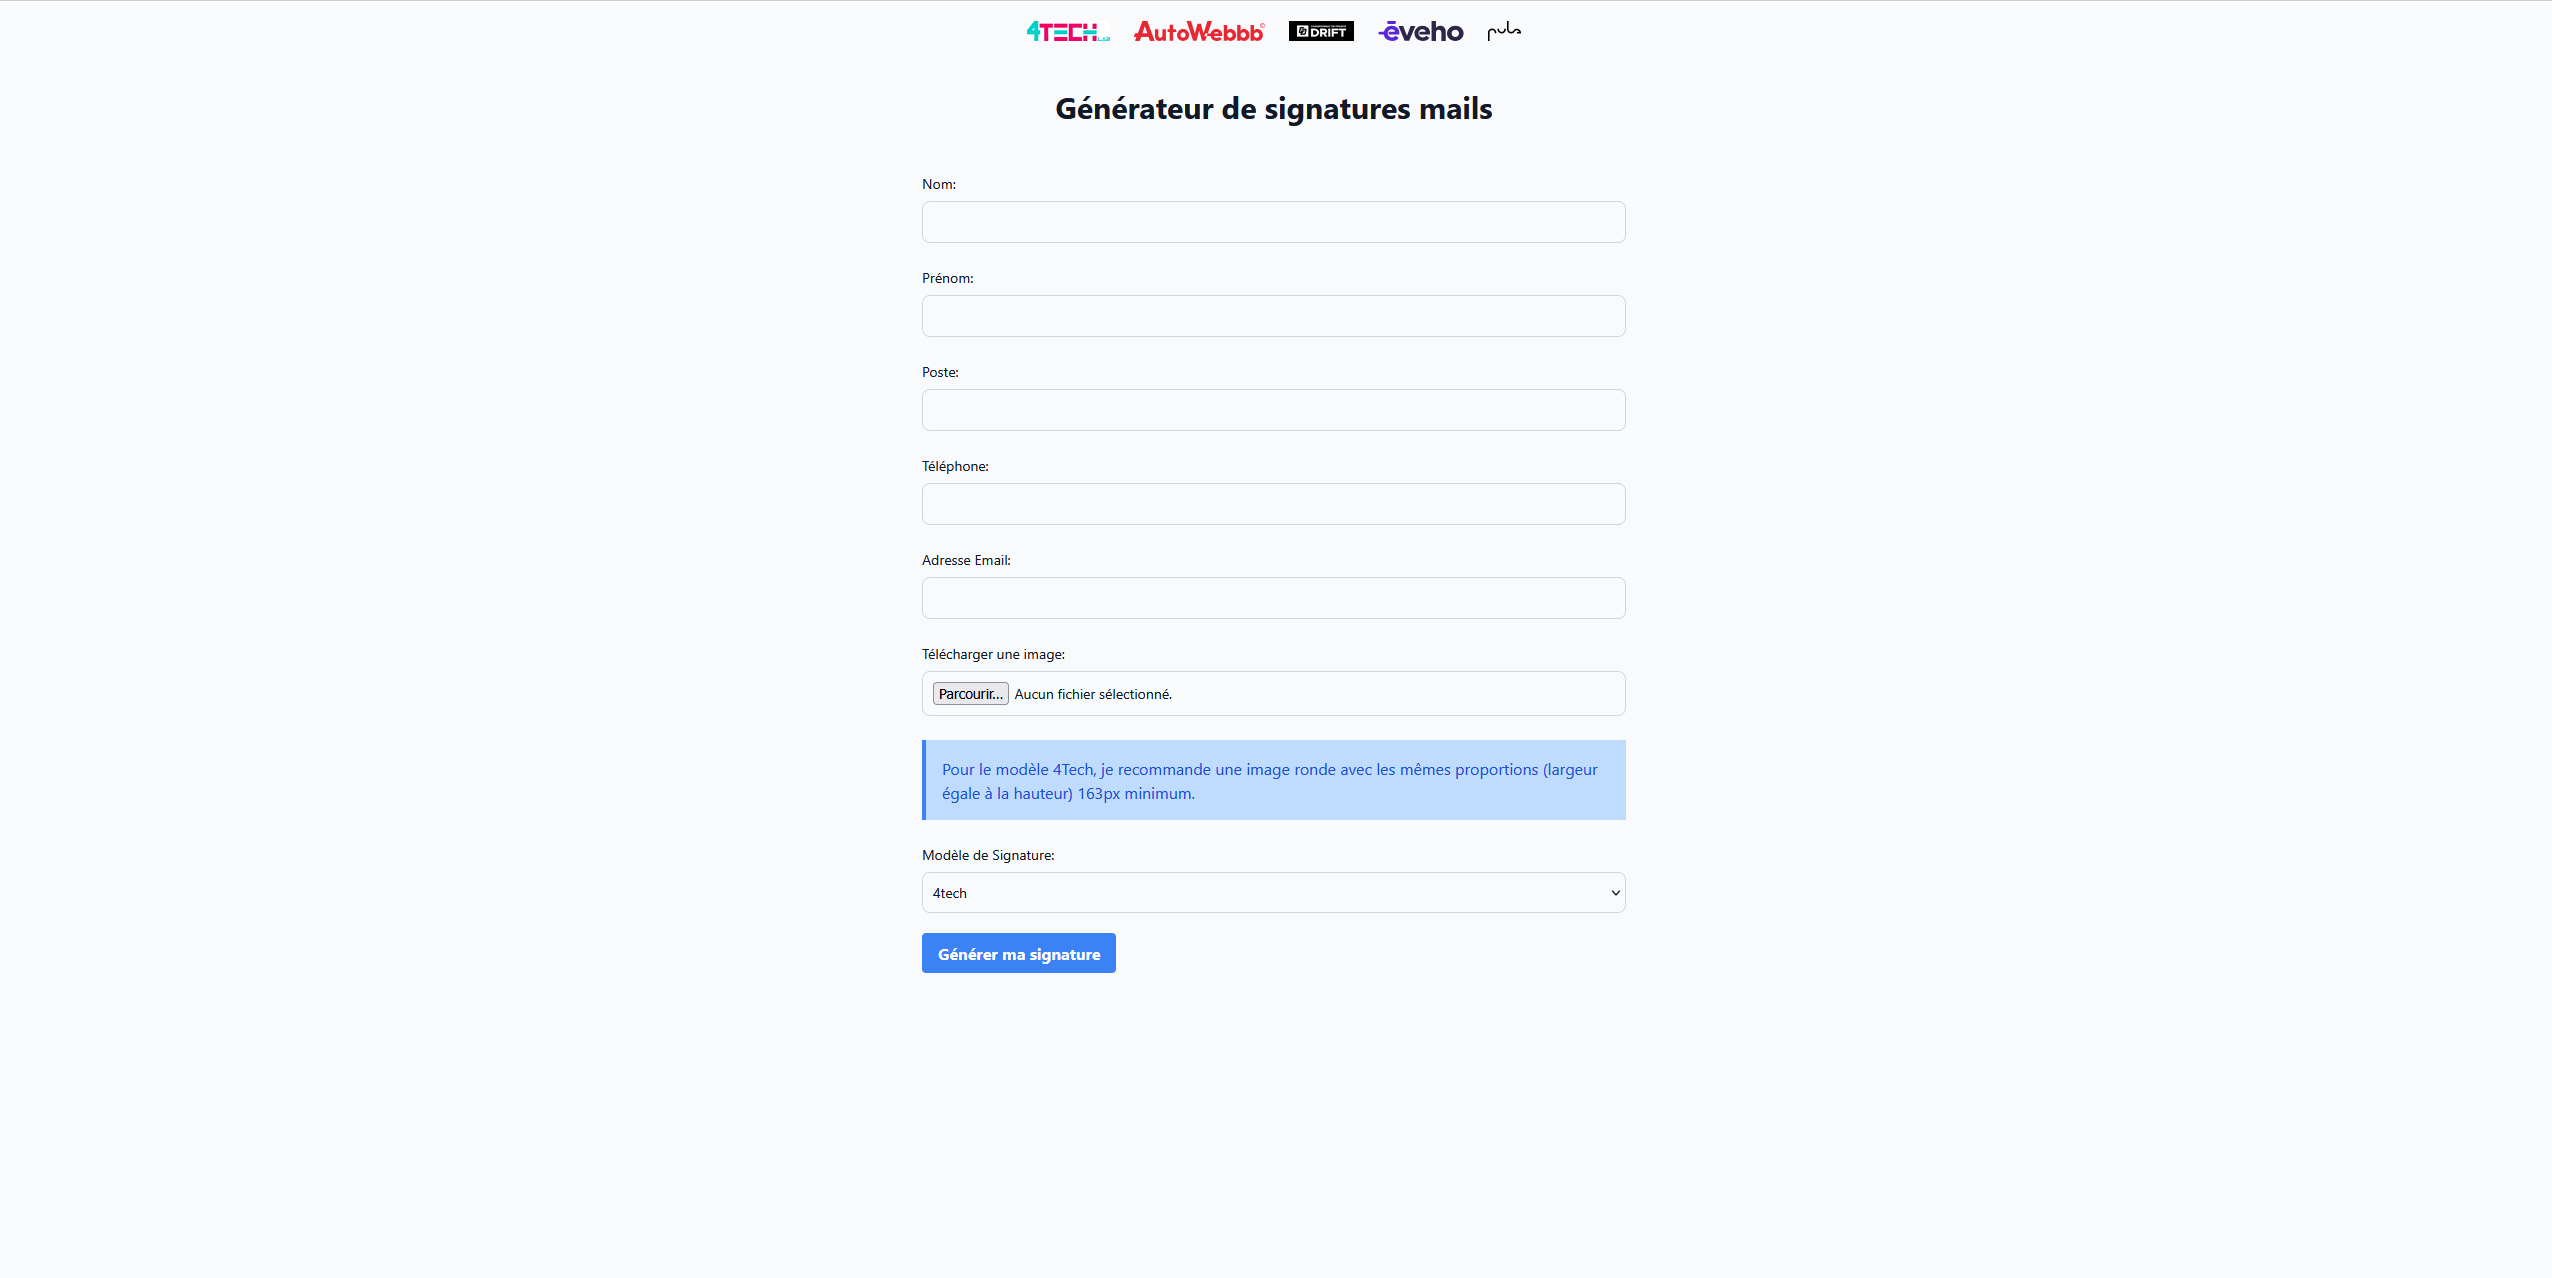 4TECH LAB AutoWebbb® DRIFT ēveho
Générateur de signatures mails
Nom:
Prénom:
Poste:
Téléphone:
Adresse Email:
Télécharger une image:
Parcourir... Aucun fichier sélectionné.
Pour le modèle 4Tech, je recommande une image ronde avec les mêmes proportions (largeur
égale à la hauteur) 163px minimum.
Modèle de Signature:
4tech
Générer ma signature